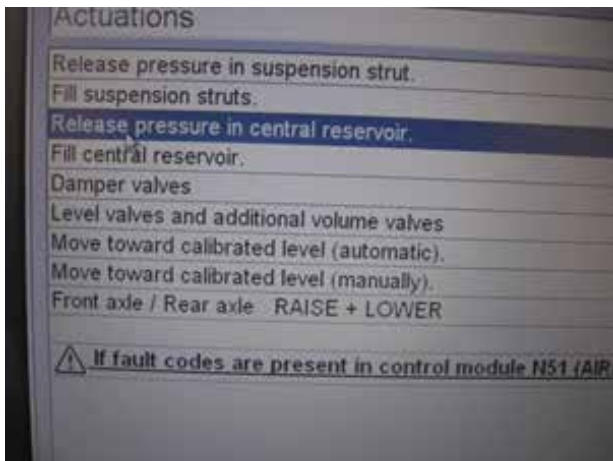 Actuations
Release pressure in suspension strut.
Fill suspension struts.
Release pressure in central reservoir.
Fill central reservoir.
Damper valves
Level valves and additional volume valves
Move toward calibrated level (automatic).
Move toward calibrated level (manually).
Front axle / Rear axle RAISE + LOWER
If fault codes are present in control module N51 (AIR